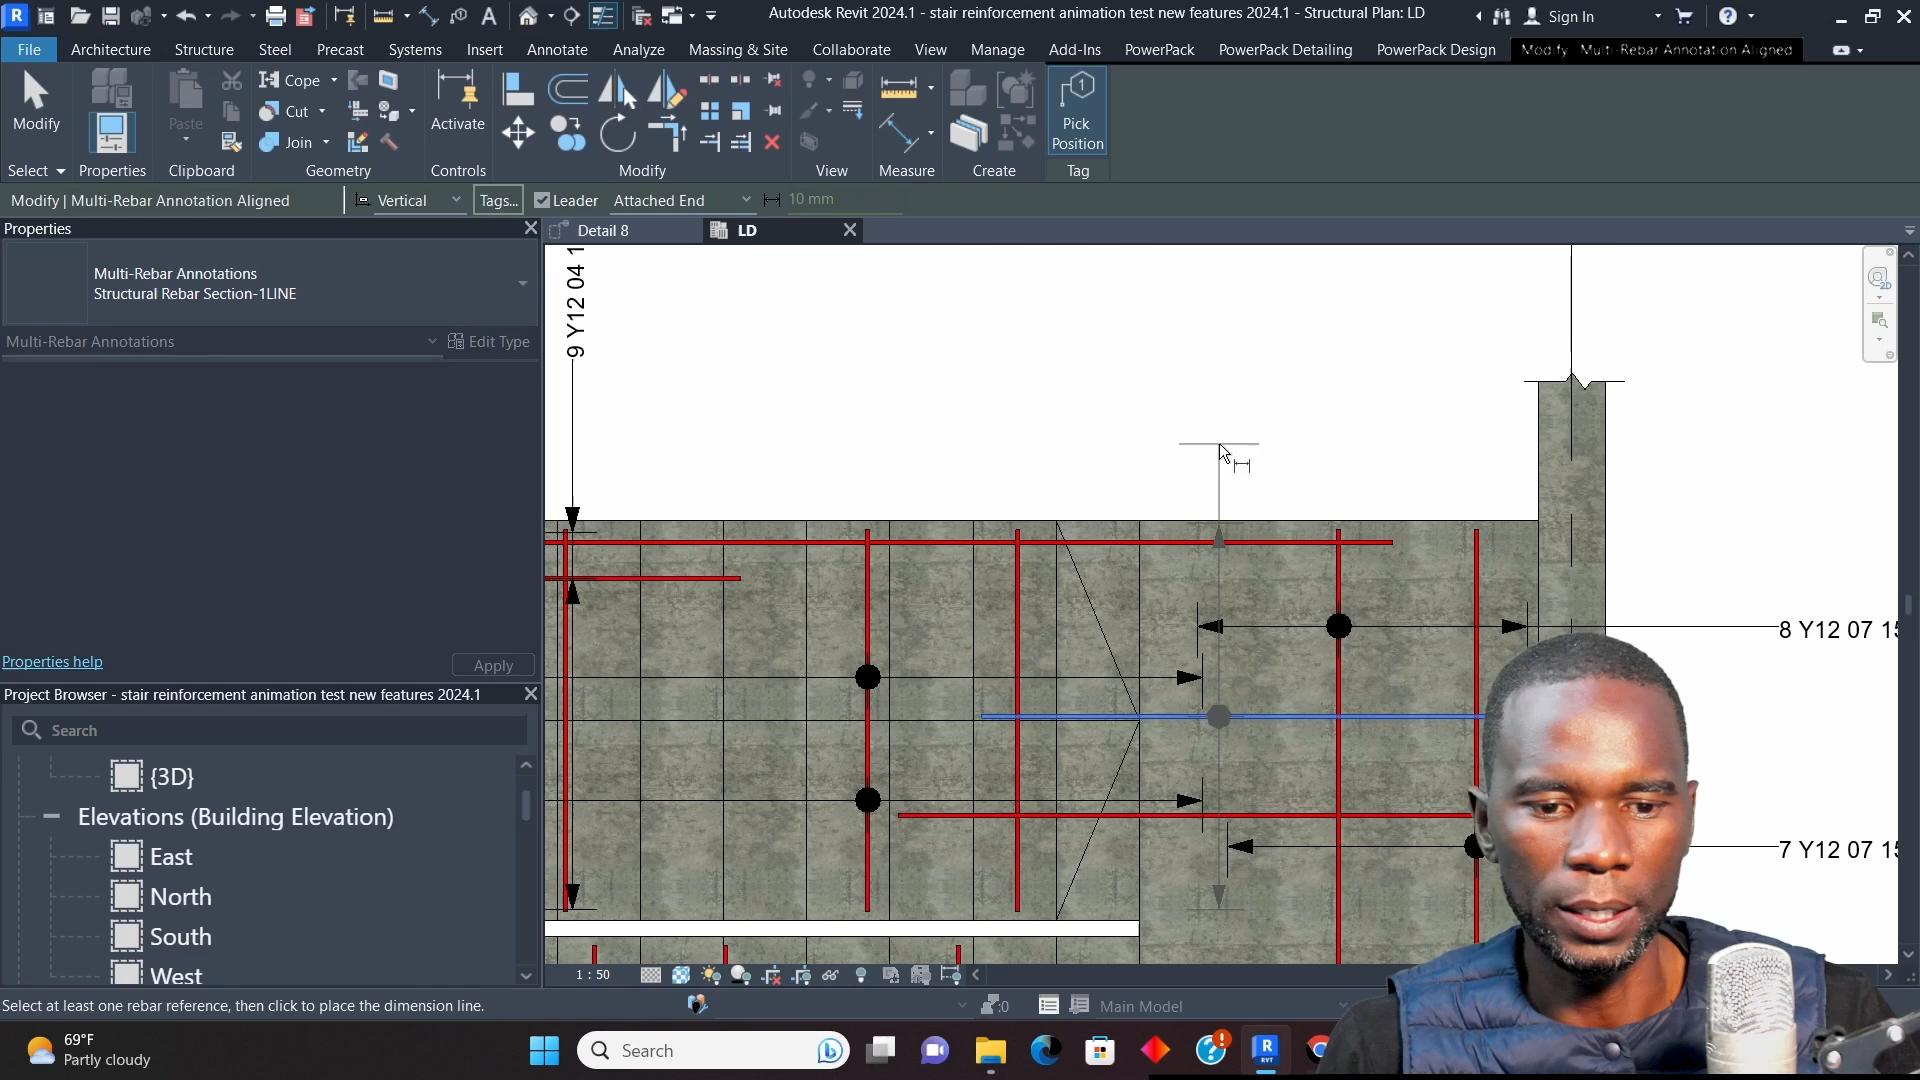 Autodesk Revit 2024.1 - stair reinforcement animation test new features 2024.1 - Structural Plan: LD
Sign In
File Architecture Structure Steel Precast Systems Insert Annotate Analyze Massing & Site Collaborate View Manage Add-Ins PowerPack PowerPack Detailing PowerPack Design Modify | Multi-Rebar Annotation Aligned
Modify
Paste
Cope
Cut
Join
Activate
Pick
Position
Select Properties Clipboard Geometry Controls Modify View Measure Create Tag
Modify | Multi-Rebar Annotation Aligned Vertical Tags... Leader Attached End 10 mm
Properties
Detail 8
LD
Multi-Rebar Annotations
Structural Rebar Section-1LINE
Multi-Rebar Annotations
Edit Type
Properties help
Apply
Project Browser - stair reinforcement animation test new features 2024.1
Search
{3D}
Elevations (Building Elevation)
East
North
South
West
9 Y12 04 1
8 Y12 07 15
7 Y12 07 15
2D
1 : 50
Select at least one rebar reference, then click to place the dimension line.
:0
Main Model
69°F
Partly cloudy
Search